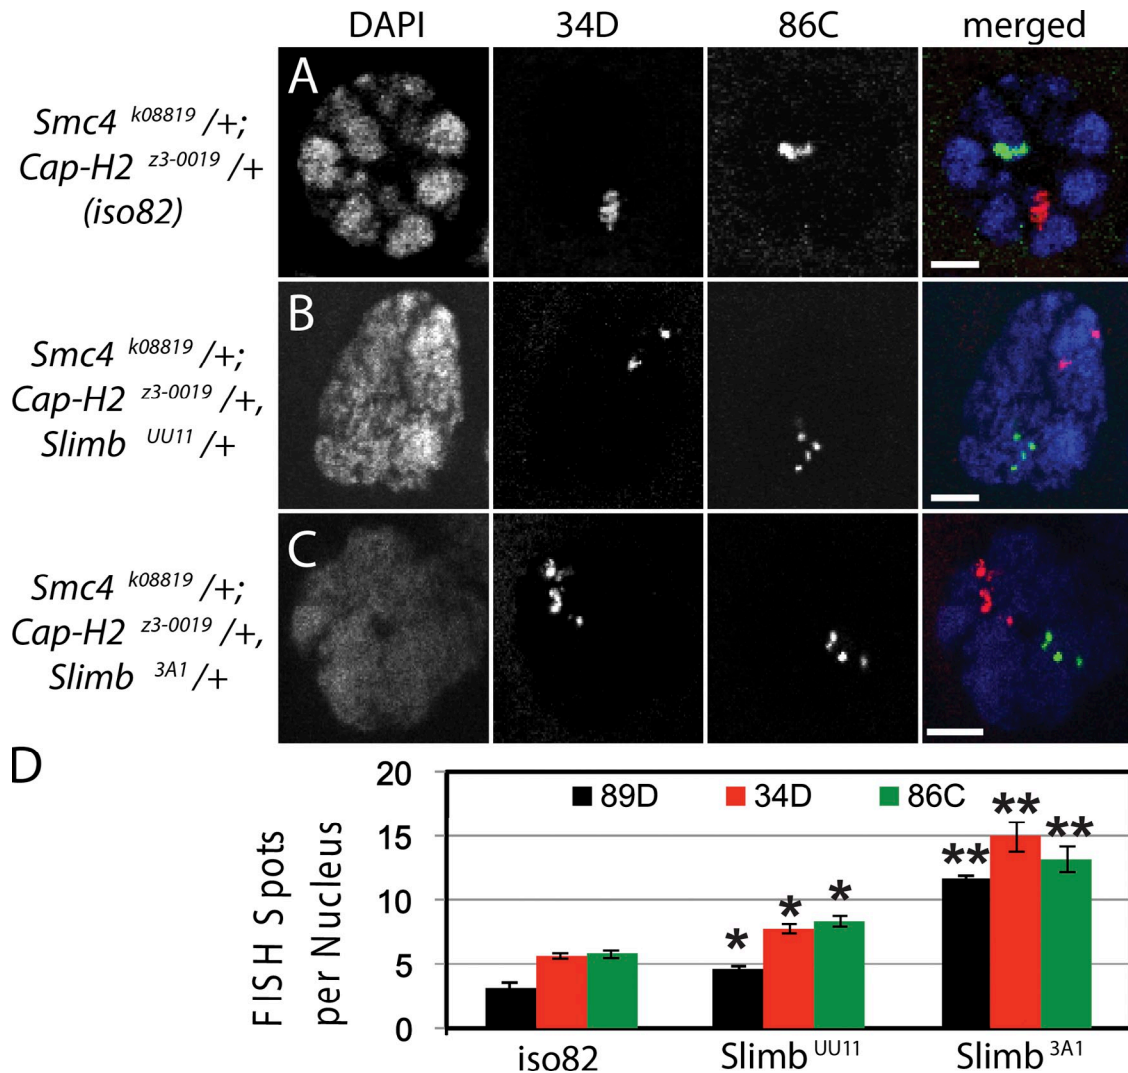 DAPI 34D 86C merged
A
Smc4 k08819 /+;
Cap-H2 z3-0019 /+
(iso82)
B
Smc4 k08819 /+;
Cap-H2 z3-0019 /+,
Slimb UU11 /+
C
Smc4 k08819 /+;
Cap-H2 z3-0019 /+,
Slimb 3A1 /+
D
FISH Spots
per Nucleus
20
15
10
5
0
89D 34D 86C
* * *
** ** **
iso82 Slimb UU11 Slimb 3A1